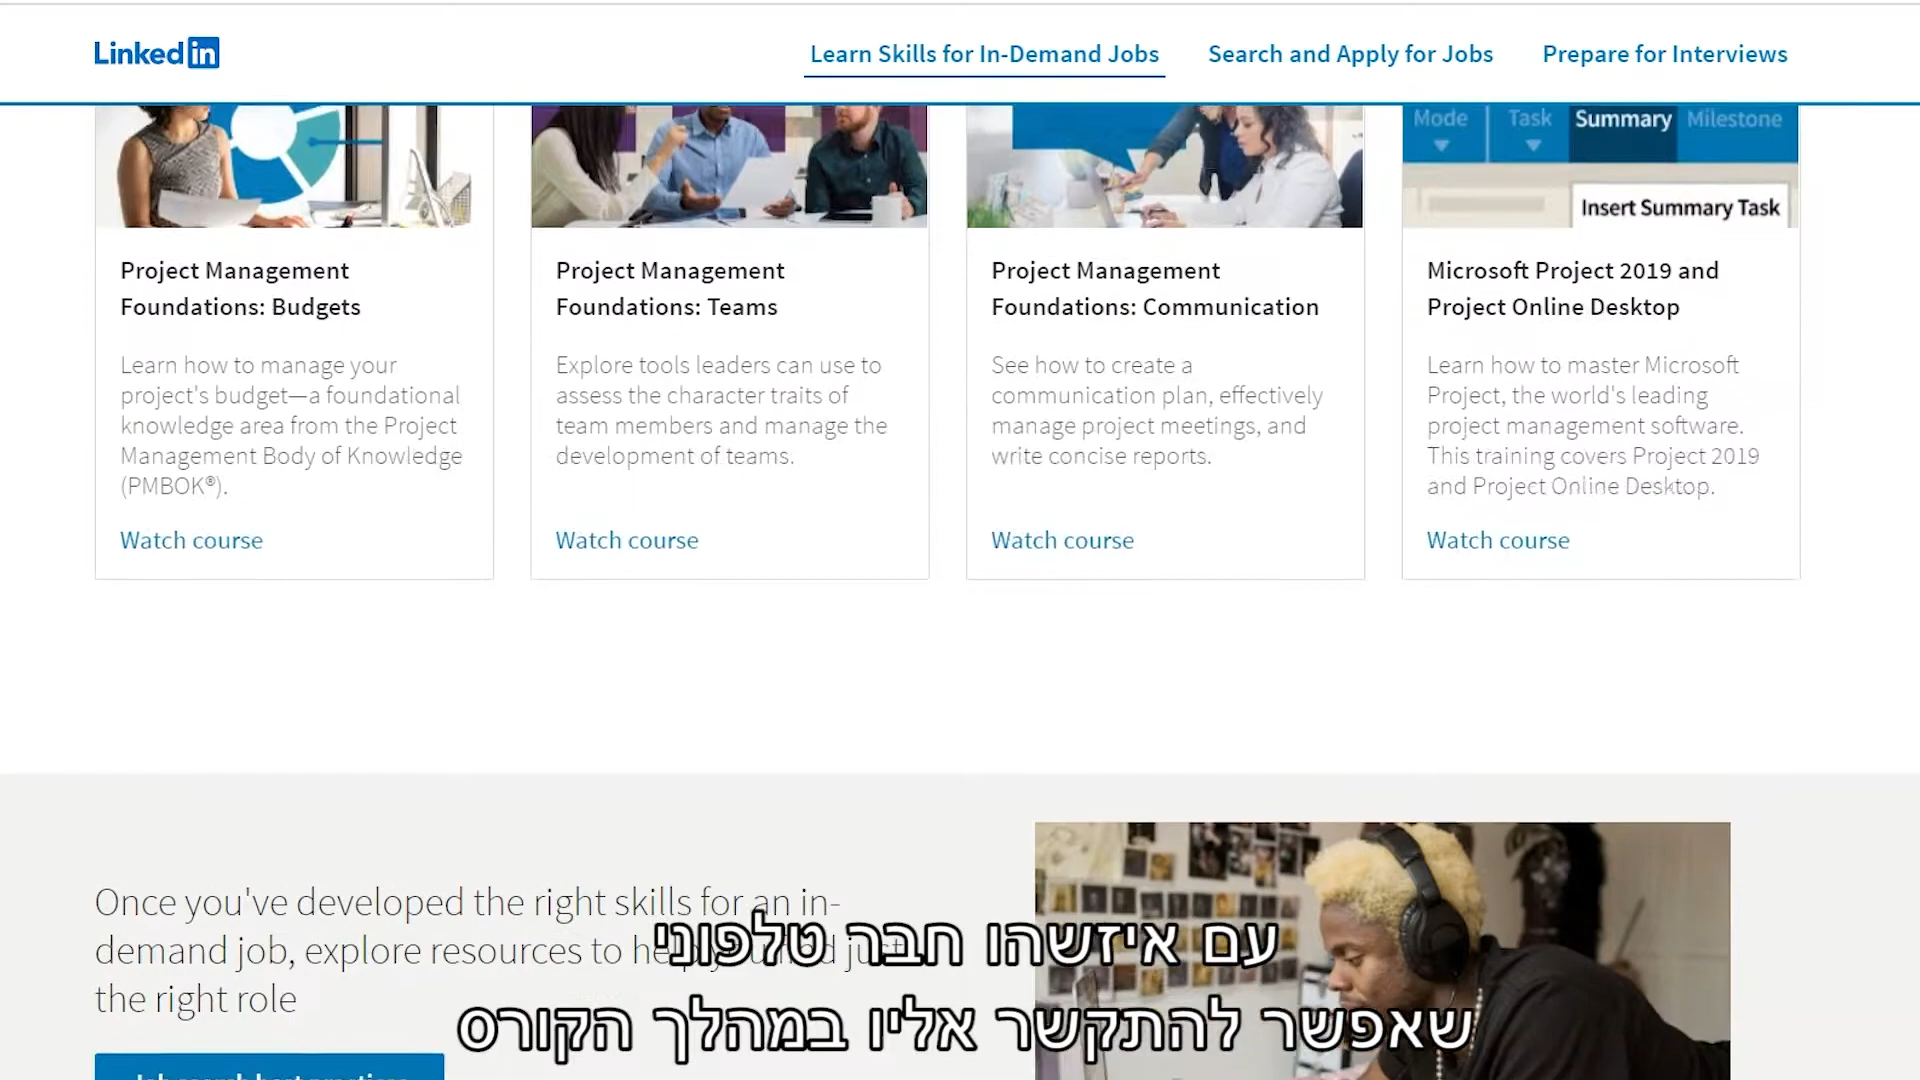 Linked in
Learn Skills for In-Demand Jobs
Search and Apply for Jobs
Prepare for Interviews
Mode
Task
Summary
Milestone
Insert Summary Task
Project Management
Foundations: Budgets
Learn how to manage your
project's budget—a foundational
knowledge area from the Project
Management Body of Knowledge
(PMBOK®).
Watch course
Project Management
Foundations: Teams
Explore tools leaders can use to
assess the character traits of
team members and manage the
development of teams.
Watch course
Project Management
Foundations: Communication
See how to create a
communication plan, effectively
manage project meetings, and
write concise reports.
Watch course
Microsoft Project 2019 and
Project Online Desktop
Learn how to master Microsoft
Project, the world's leading
project management software.
This training covers Project 2019
and Project Online Desktop.
Watch course
Once you've developed the right skills for an in-
demand job, explore resources to help you find just
the right role
עם איזשהו חבר טלפוני
שאפשר להתקשר אליו במהלך הקורס